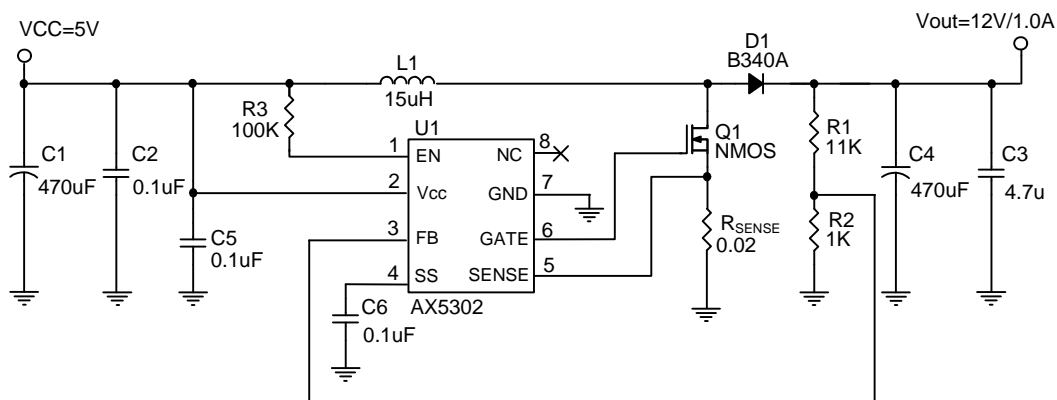 VCC=5V
Vout=12V/1.0A
D1
B340A
L1
15uH
R3
100K
U1
Q1
NMOS
R1
11K
C1
470uF
C2
0.1uF
C4
470uF
C3
4.7u
1
EN
NC
8
2
Vcc
GND
7
3
FB
GATE
6
4
SS
SENSE
5
AX5302
C5
0.1uF
C6
0.1uF
RSENSE
0.02
R2
1K